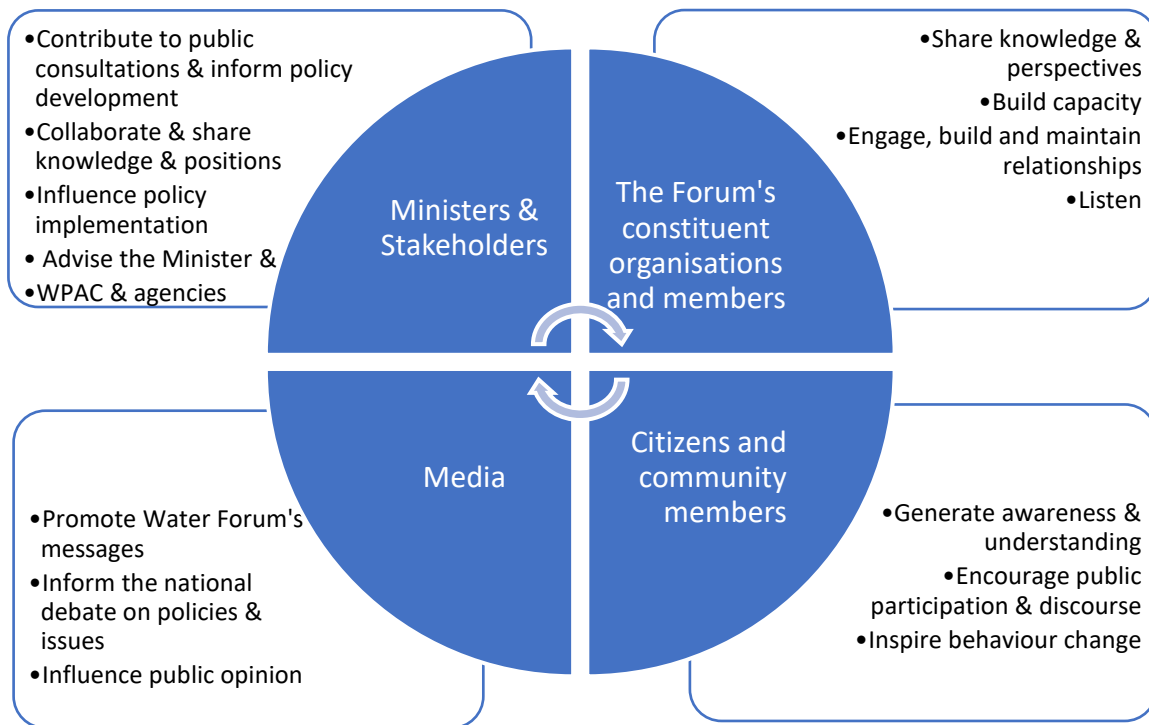 •Contribute to public
consultations & inform policy
development
•Collaborate & share
knowledge & positions
•Influence policy
implementation
• Advise the Minister &
•WPAC & agencies
Ministers &
Stakeholders
The Forum's
constituent
organisations
and members
•Share knowledge &
perspectives
•Build capacity
•Engage, build and maintain
relationships
•Listen
•Promote Water Forum's
messages
•Inform the national
debate on policies &
issues
•Influence public opinion
Media
Citizens and
community
members
•Generate awareness &
understanding
•Encourage public
participation & discourse
•Inspire behaviour change